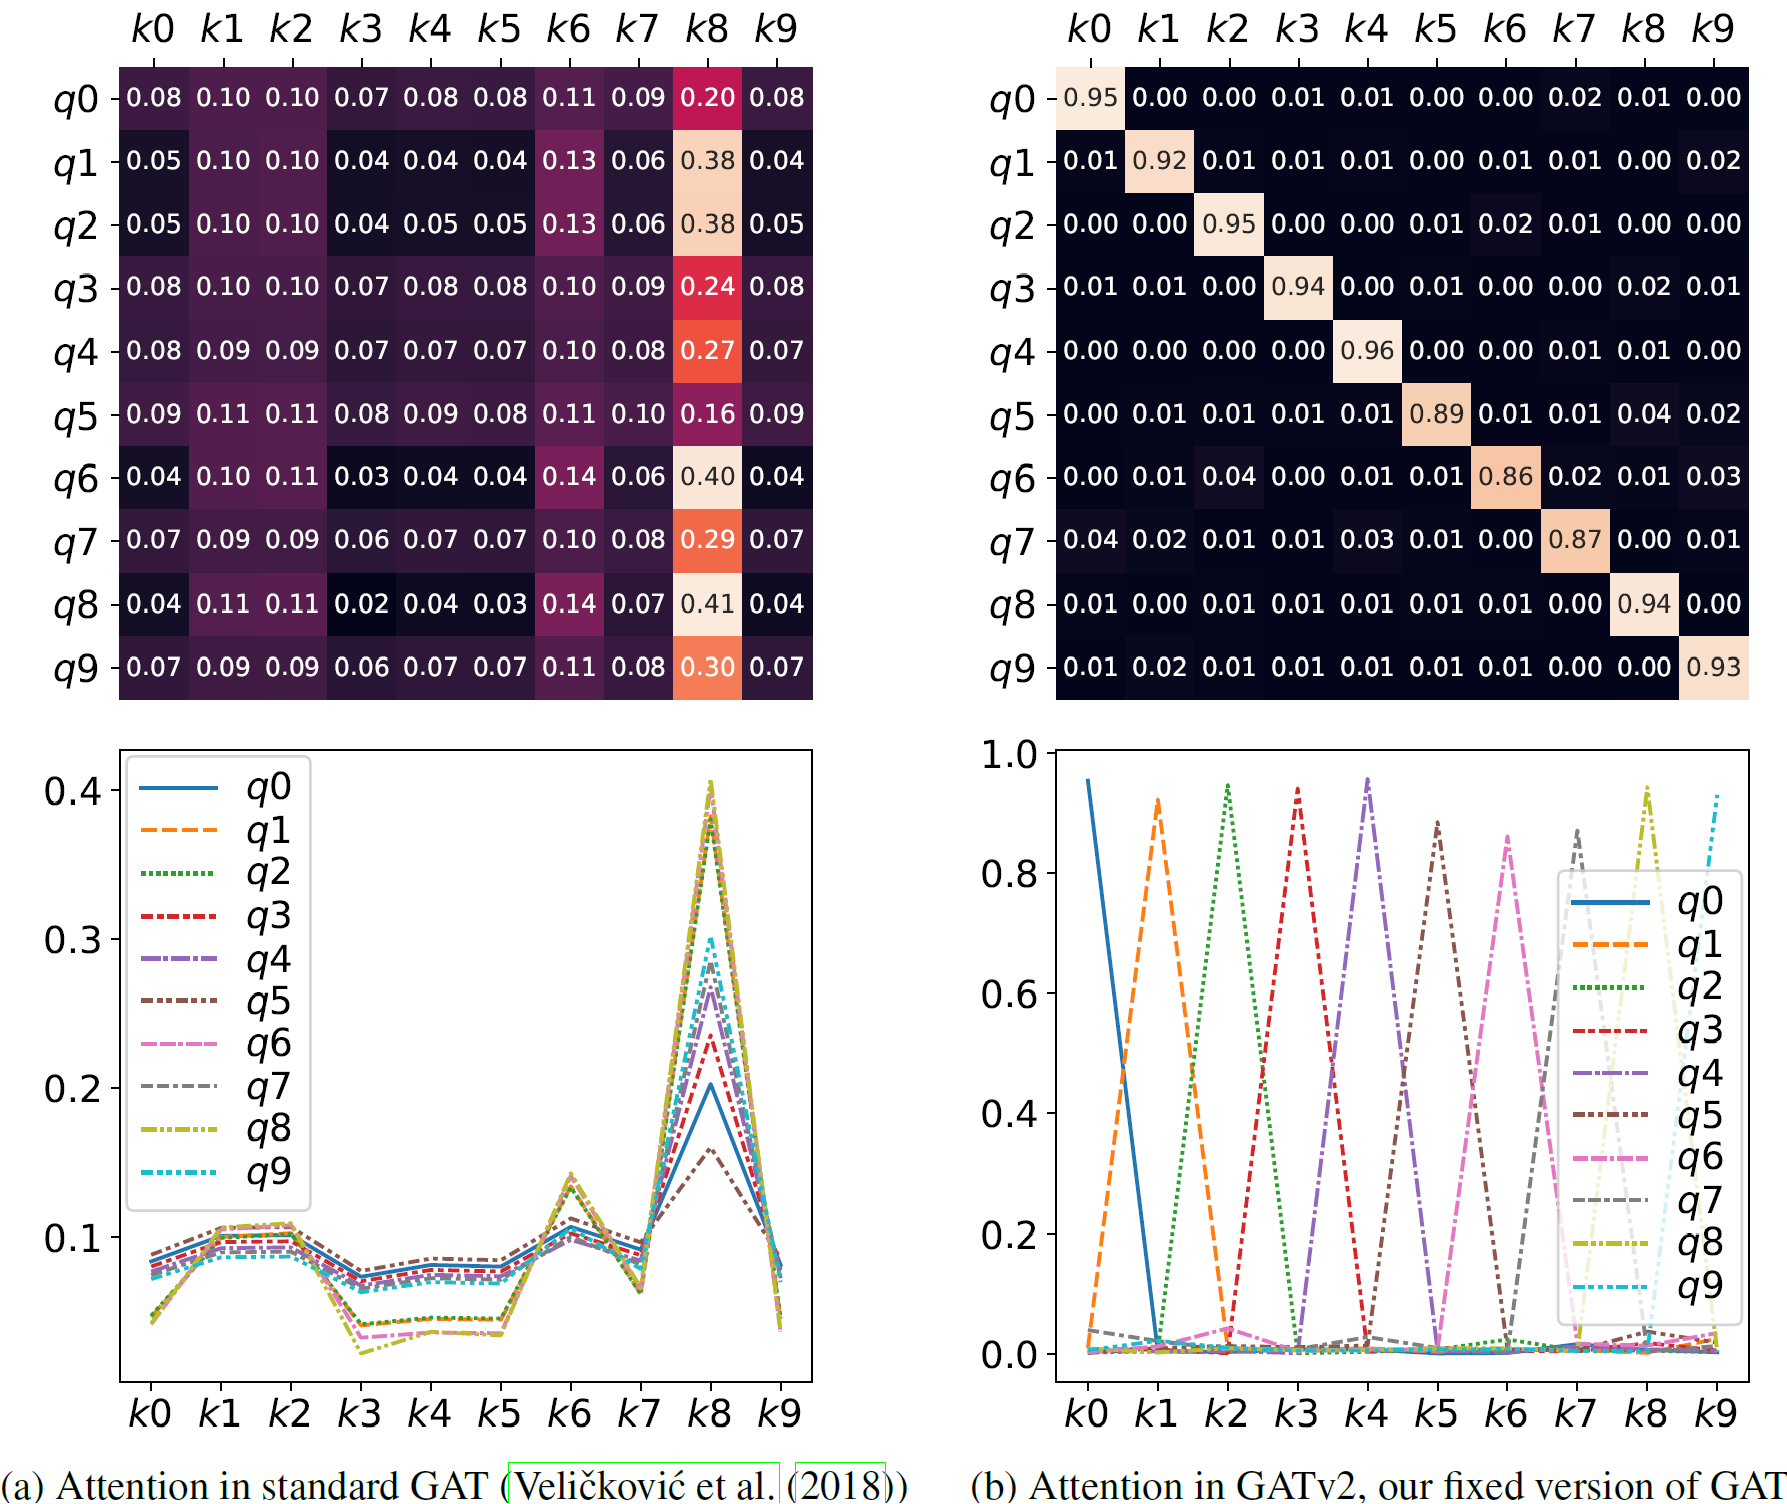 k0 k1 k2 k3 k4 k5 k6 k7 k8 k9
q0 0.08 0.10 0.10 0.07 0.08 0.08 0.11 0.09 0.20 0.08
q1 0.05 0.10 0.10 0.04 0.04 0.04 0.13 0.06 0.38 0.04
q2 0.05 0.10 0.10 0.04 0.05 0.05 0.13 0.06 0.38 0.05
q3 0.08 0.10 0.10 0.07 0.08 0.08 0.10 0.09 0.24 0.08
q4 0.08 0.09 0.09 0.07 0.07 0.07 0.10 0.08 0.27 0.07
q5 0.09 0.11 0.11 0.08 0.09 0.08 0.11 0.10 0.16 0.09
q6 0.04 0.10 0.11 0.03 0.04 0.04 0.14 0.06 0.40 0.04
q7 0.07 0.09 0.09 0.06 0.07 0.07 0.10 0.08 0.29 0.07
q8 0.04 0.11 0.11 0.02 0.04 0.03 0.14 0.07 0.41 0.04
q9 0.07 0.09 0.09 0.06 0.07 0.07 0.11 0.08 0.30 0.07
0.4
0.3
0.2
0.1
q0
q1
q2
q3
q4
q5
q6
q7
q8
q9
k0 k1 k2 k3 k4 k5 k6 k7 k8 k9
(a) Attention in standard GAT (Veličković et al. (2018))
k0 k1 k2 k3 k4 k5 k6 k7 k8 k9
q0 0.95 0.00 0.00 0.01 0.01 0.00 0.00 0.02 0.01 0.00
q1 0.01 0.92 0.01 0.01 0.01 0.00 0.01 0.01 0.00 0.02
q2 0.00 0.00 0.95 0.00 0.00 0.01 0.02 0.01 0.00 0.00
q3 0.01 0.01 0.00 0.94 0.00 0.01 0.00 0.00 0.02 0.01
q4 0.00 0.00 0.00 0.00 0.96 0.00 0.00 0.01 0.01 0.00
q5 0.00 0.01 0.01 0.01 0.01 0.89 0.01 0.01 0.04 0.02
q6 0.00 0.01 0.04 0.00 0.01 0.01 0.86 0.02 0.01 0.03
q7 0.04 0.02 0.01 0.01 0.03 0.01 0.00 0.87 0.00 0.01
q8 0.01 0.00 0.01 0.01 0.01 0.01 0.01 0.00 0.94 0.00
q9 0.01 0.02 0.01 0.01 0.01 0.01 0.01 0.00 0.00 0.93
1.0
0.8
0.6
0.4
0.2
0.0
q0
q1
q2
q3
q4
q5
q6
q7
q8
q9
k0 k1 k2 k3 k4 k5 k6 k7 k8 k9
(b) Attention in GATv2, our fixed version of GAT